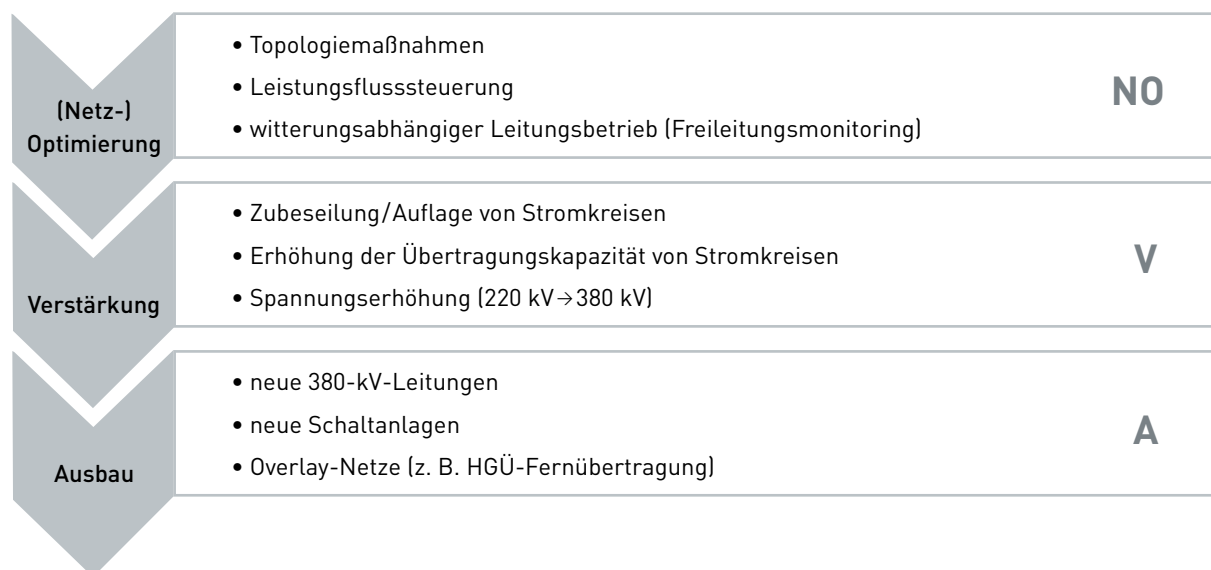 (Netz-)
Optimierung
• Topologiemaßnahmen
• Leistungsflusssteuerung
• witterungsabhängiger Leitungsbetrieb (Freileitungsmonitoring)
NO
Verstärkung
• Zubeseilung/Auflage von Stromkreisen
• Erhöhung der Übertragungskapazität von Stromkreisen
• Spannungserhöhung (220 kV→380 kV)
V
Ausbau
• neue 380-kV-Leitungen
• neue Schaltanlagen
• Overlay-Netze (z. B. HGÜ-Fernübertragung)
A